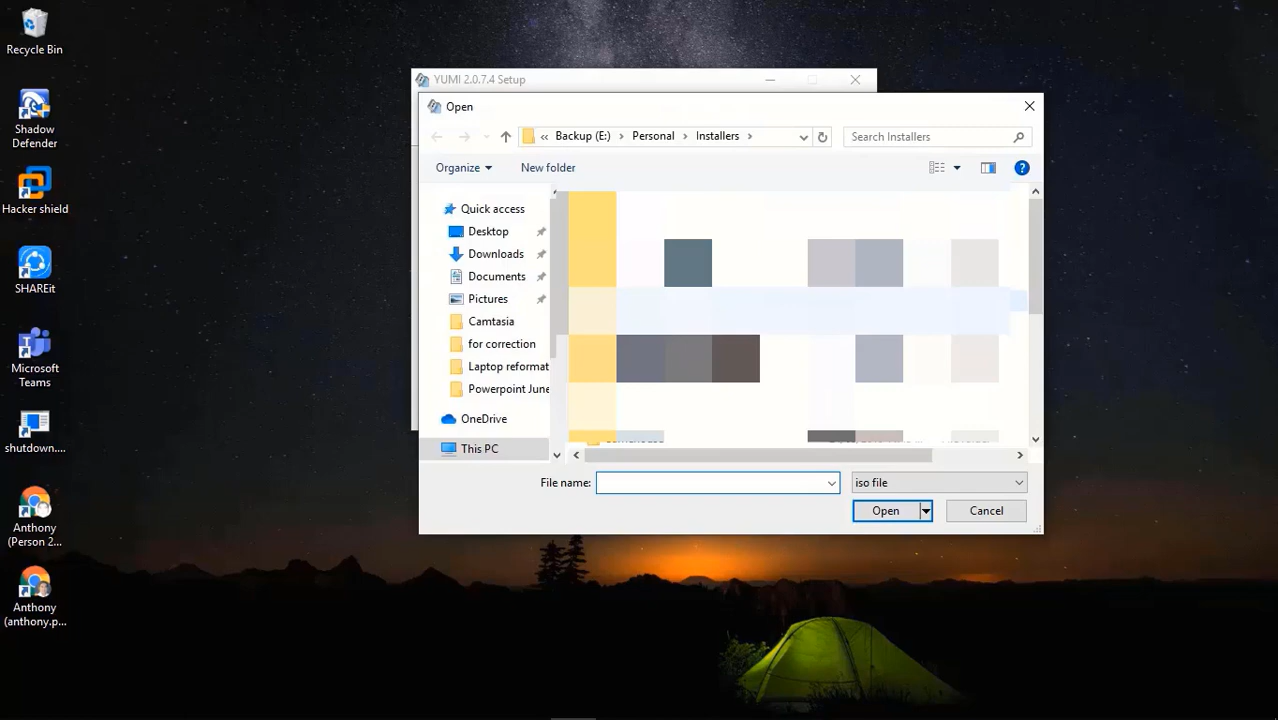 Recycle Bin
Shadow
Defender
Hacker shield
SHAREit
Microsoft
Teams
shutdown....
Anthony
(Person 2...
Anthony
(anthony.p...
YUMI 2.0.7.4 Setup
Open
« Backup (E:) > Personal > Installers >
Search Installers
Organize
New folder
Quick access
Desktop
Downloads
Documents
Pictures
Camtasia
for correction
Laptop reformat
Powerpoint June
OneDrive
This PC
File name:
iso file
Open
Cancel